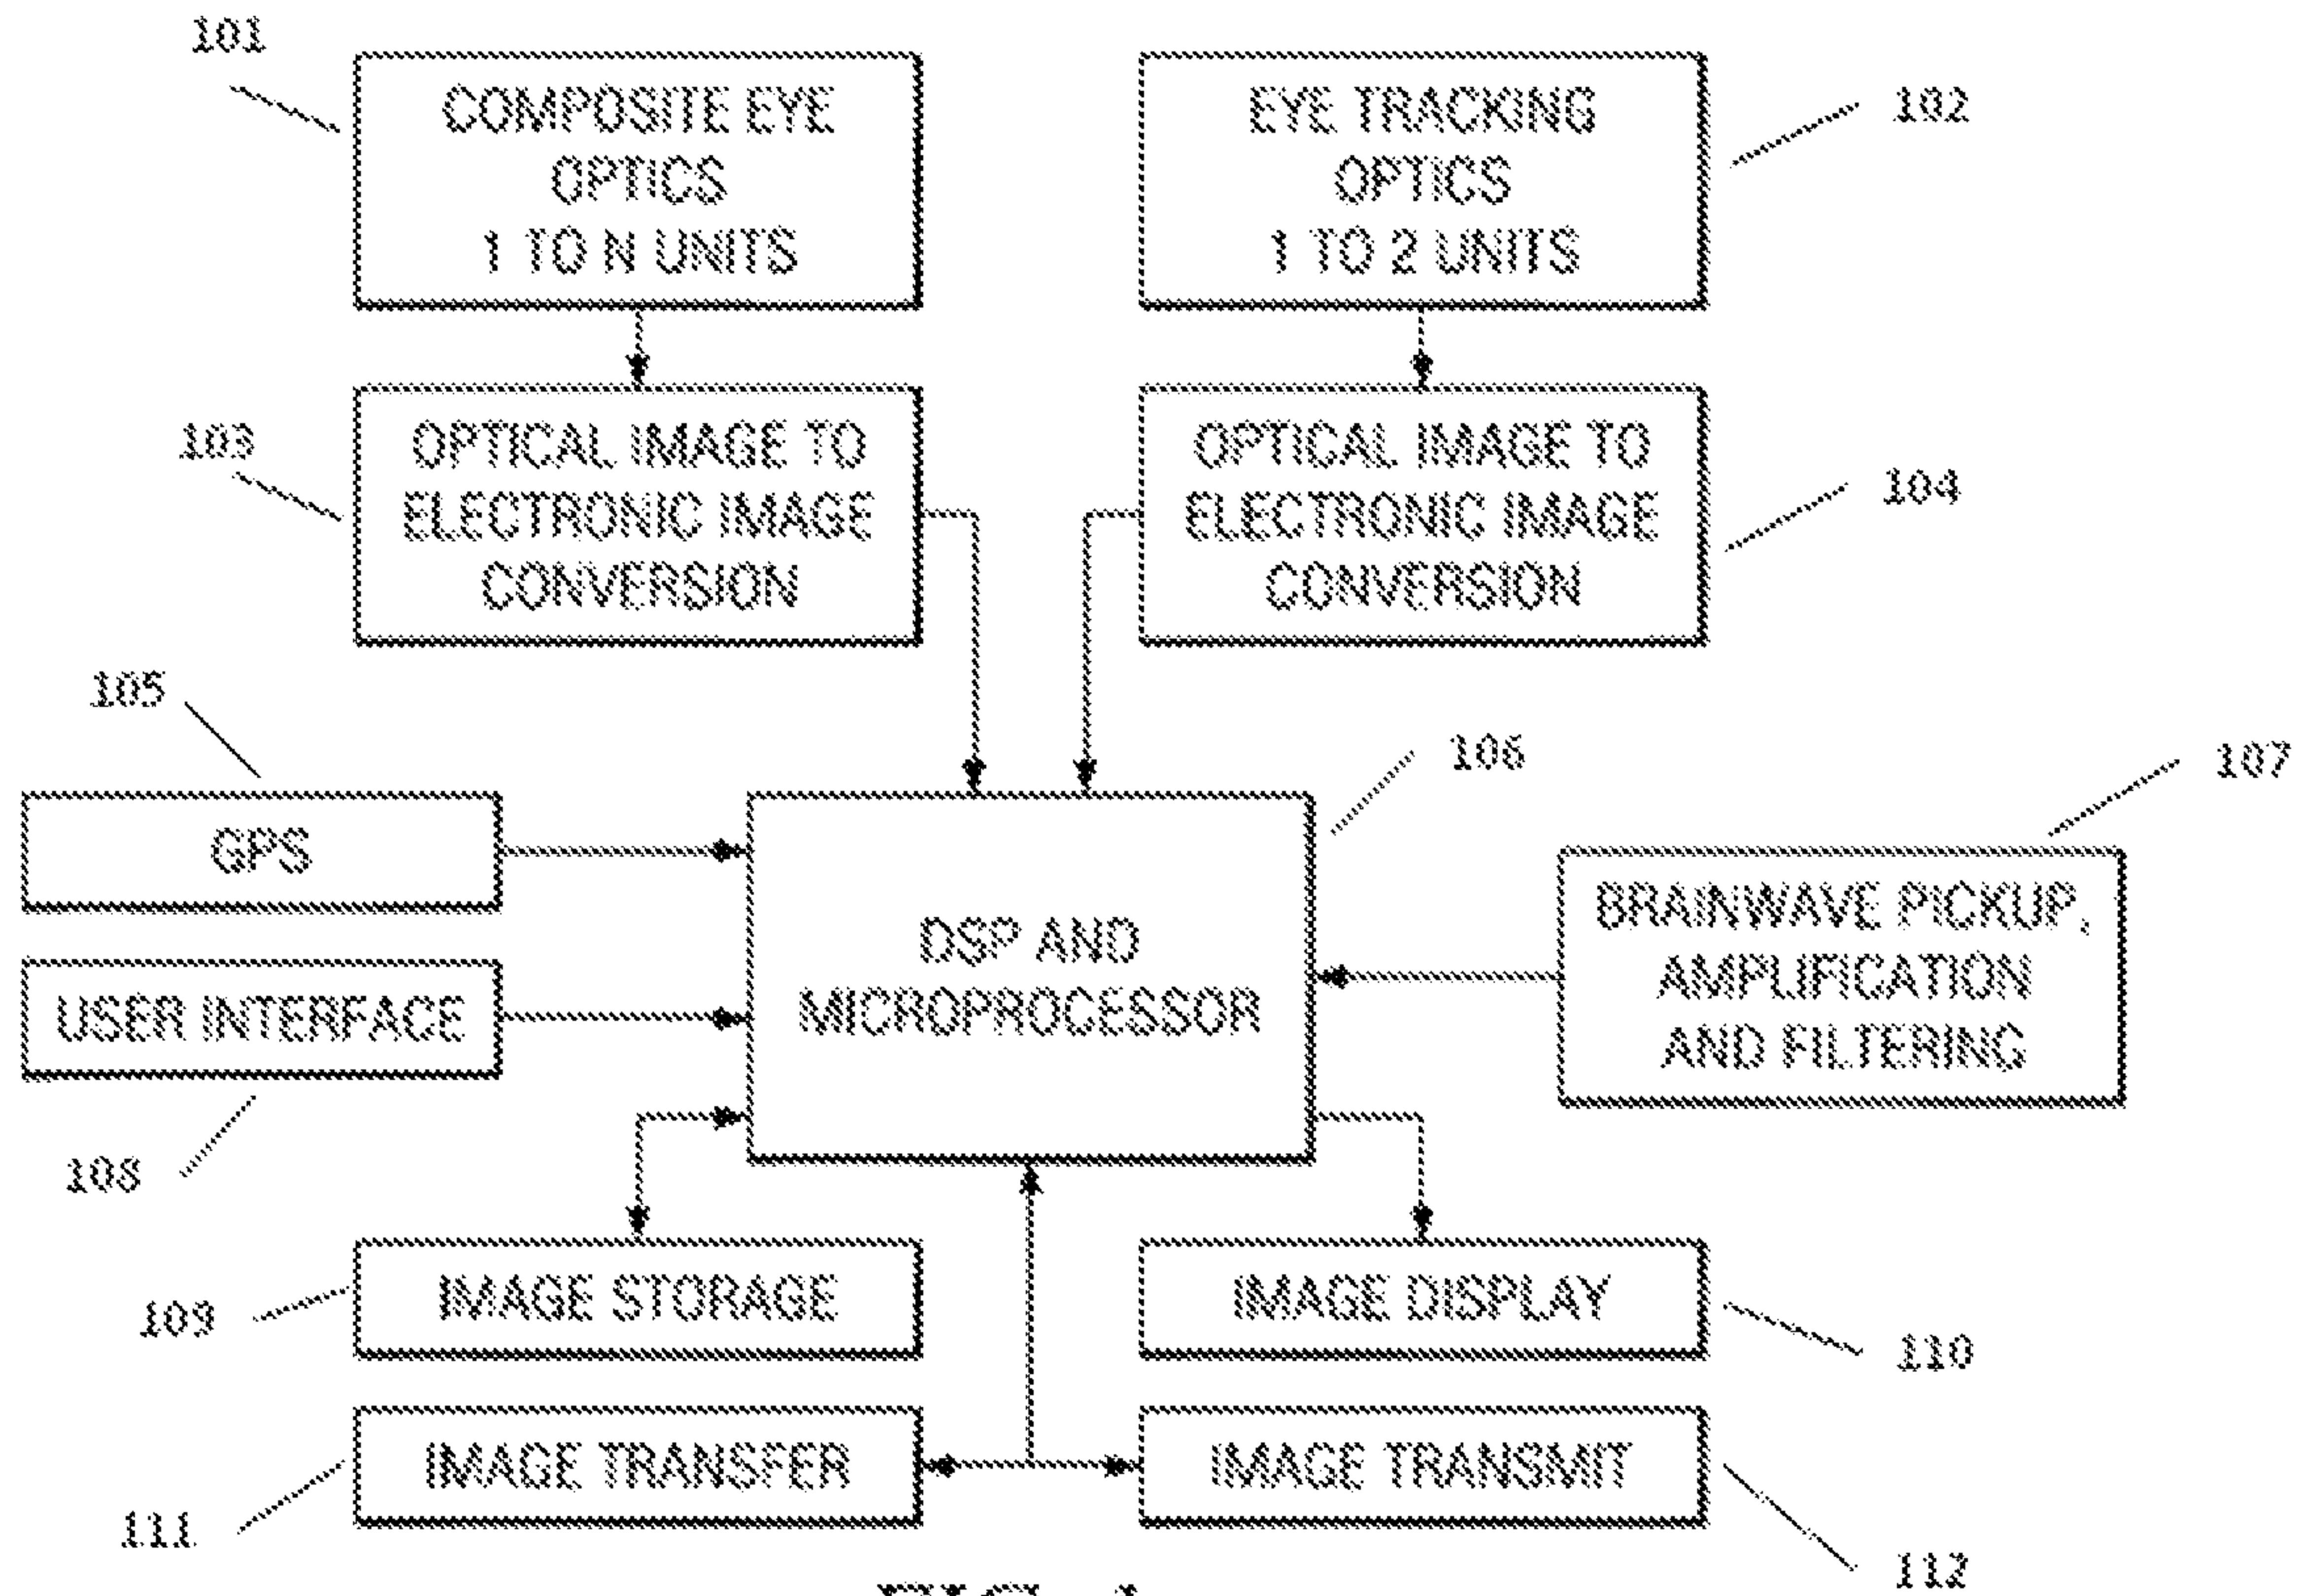 101
COMPOSITE EYE
OPTICS
1 TO N UNITS
EYE TRACKING
OPTICS
1 TO 2 UNITS
102
103
OPTICAL IMAGE TO
ELECTRONIC IMAGE
CONVERSION
OPTICAL IMAGE TO
ELECTRONIC IMAGE
CONVERSION
104
105
GPS
106
107
DSP AND
MICROPROCESSOR
BRAINWAVE PICKUP,
AMPLIFICATION
AND FILTERING
USER INTERFACE
108
109
IMAGE STORAGE
IMAGE DISPLAY
110
111
IMAGE TRANSFER
IMAGE TRANSMIT
112